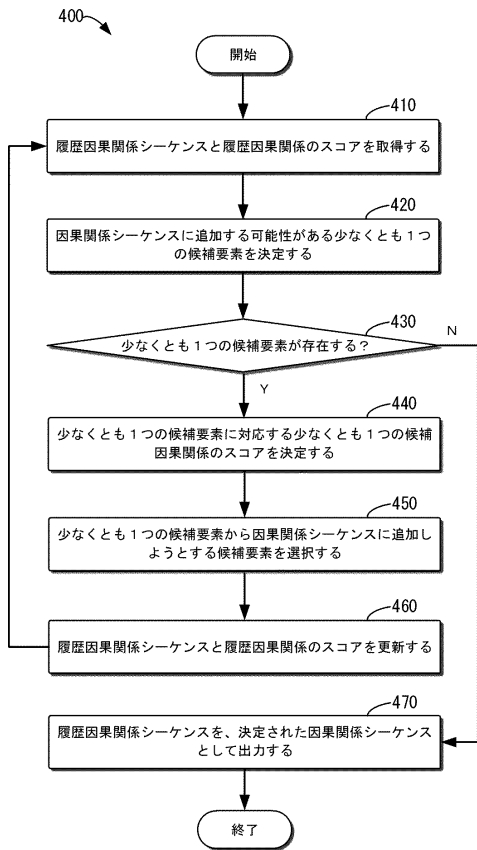 400
開始
410
履歴因果関係シーケンスと履歴因果関係のスコアを取得する
420
因果関係シーケンスに追加する可能性がある少なくとも１つ
の候補要素を決定する
430
少なくとも１つの候補要素が存在する？
N
Y
440
少なくとも１つの候補要素に対応する少なくとも１つの候補
因果関係のスコアを決定する
450
少なくとも１つの候補要素から因果関係シーケンスに追加し
ようとする候補要素を選択する
460
履歴因果関係シーケンスと履歴因果関係のスコアを更新する
470
履歴因果関係シーケンスを、決定された因果関係シーケンス
として出力する
終了